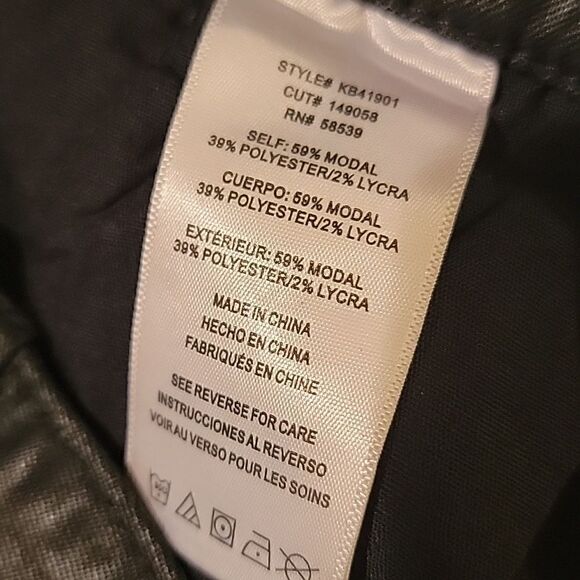 STYLE# KB41901
CUT# 149058
RN# 58539
SELF: 59% MODAL
39% POLYESTER/2% LYCRA
CUERPO: 59% MODAL
39% POLYESTER/2% LYCRA
EXTÉRIEUR: 59% MODAL
39% POLYESTER/2% LYCRA
MADE IN CHINA
HECHO EN CHINA
FABRIQUÉS EN CHINE
SEE REVERSE FOR CARE
INSTRUCCIONES AL REVERSO
VOIR AU VERSO POUR LES SOINS